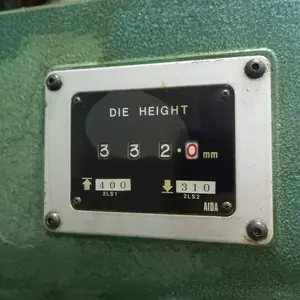 DIE HEIGHT
3 3 2 . 0 mm
400 310
2LS1 2LS2
AIDA